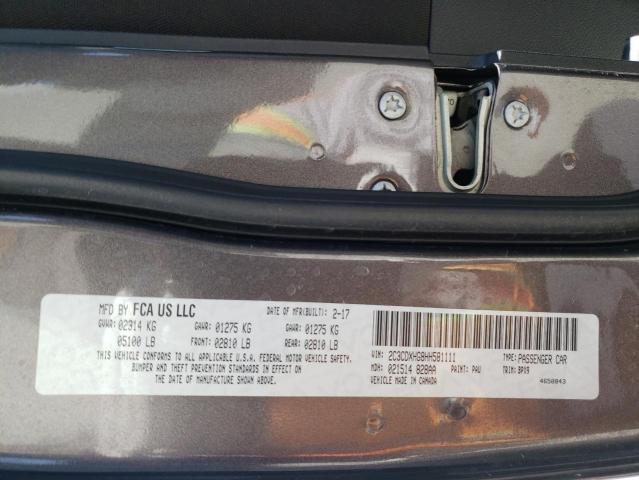 MFD BY FCA US LLC DATE OF MFR(BUILT): 2-17
GVWR: 02314 KG GAWR: 01275 KG GAWR: 01275 KG
05100 LB FRONT: 02810 LB REAR: 02810 LB
THIS VEHICLE CONFORMS TO ALL APPLICABLE U.S.A. FEDERAL MOTOR VEHICLE SAFETY,
BUMPER AND THEFT PREVENTION STANDARDS IN EFFECT ON
THE DATE OF MANUFACTURE SHOWN ABOVE.
VIN: 2C3CDXHG8HH581111 TYPE: PASSENGER CAR
MDH: 021514 828AA PAINT: PAU TRIM: BPX9
VEHICLE MADE IN CANADA 4658843